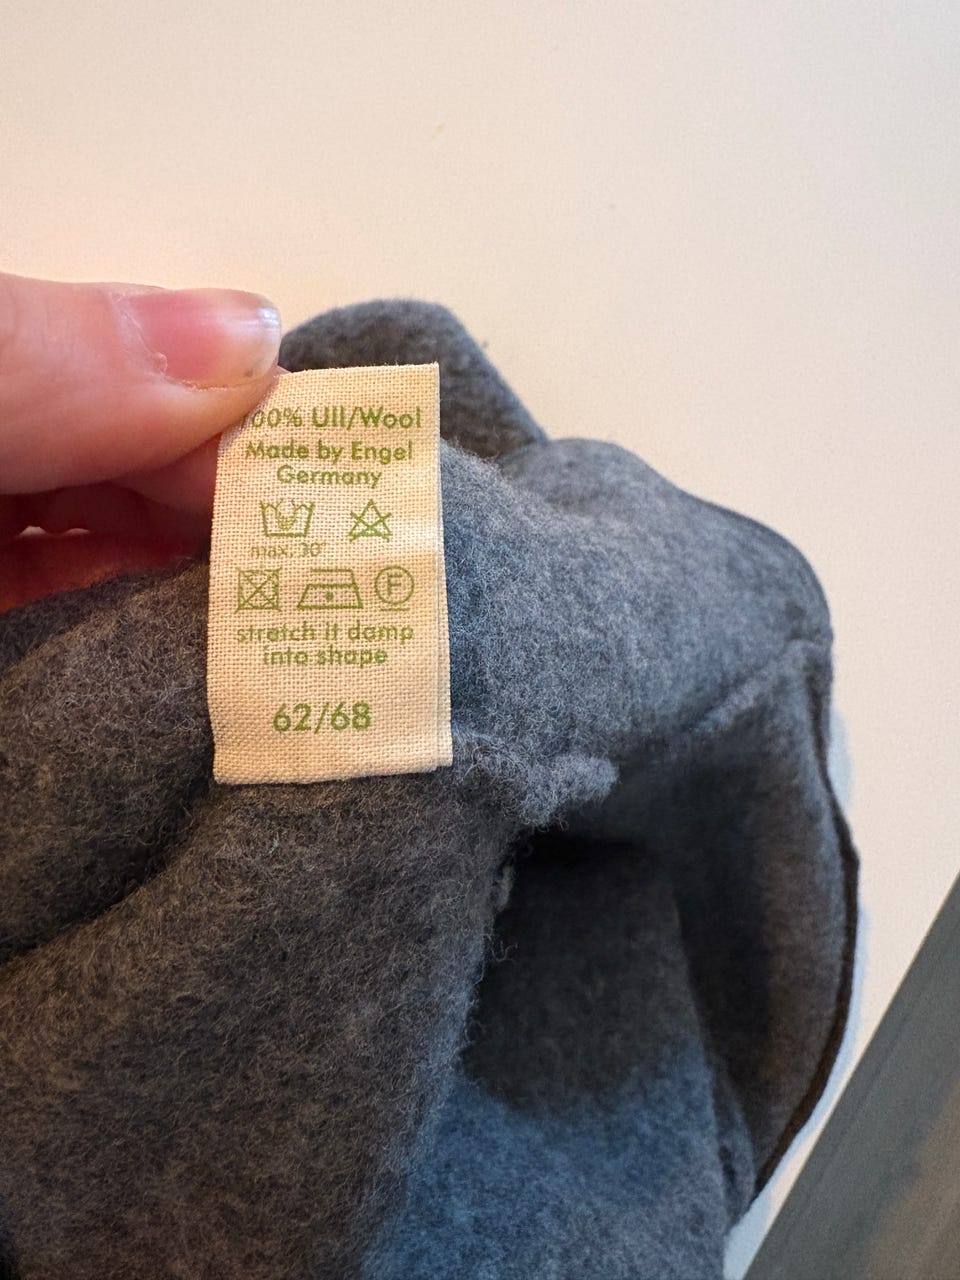 100% Ull/Wool
Made by Engel
Germany
max. 30°
F
stretch it damp
into shape
62/68